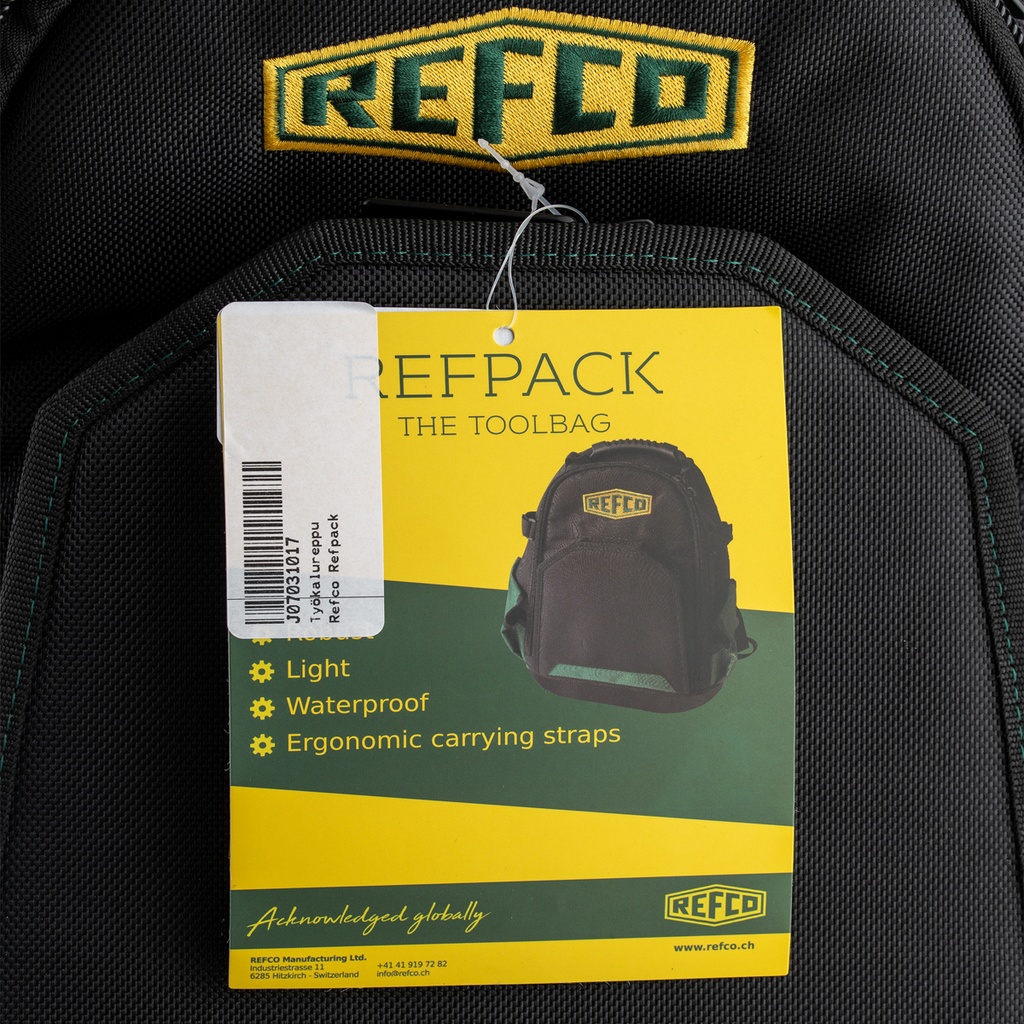 REFCO
REFPACK
THE TOOLBAG
REFCO
J07031017
Työkalureppu
Refco Refpack
Robust
Light
Waterproof
Ergonomic carrying straps
Acknowledged globally
REFCO
www.refco.ch
REFCO Manufacturing Ltd.
Industriestrasse 11
6285 Hitzkirch - Switzerland
+41 41 919 72 82
info@refco.ch